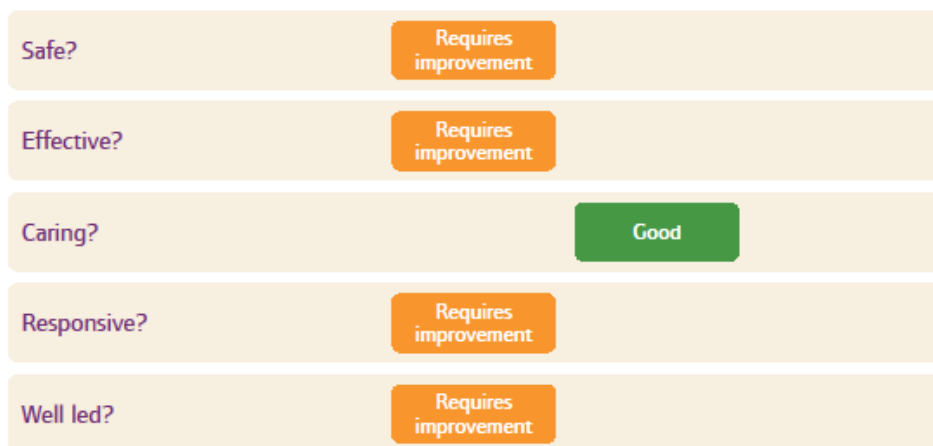 Safe?
Requires
improvement
Effective?
Requires
improvement
Caring?
Good
Responsive?
Requires
improvement
Well led?
Requires
improvement